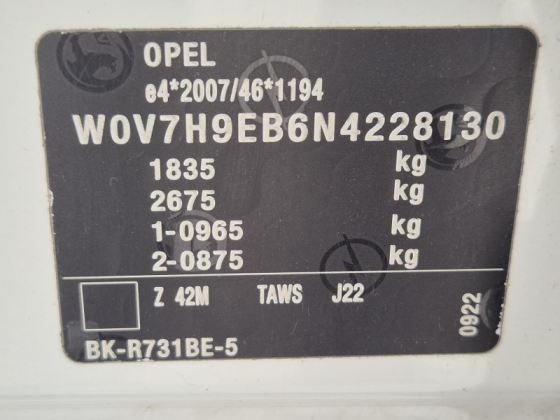 OPEL
e4*2007/46*1194
W0V7H9EB6N4228130
1835 kg
2675 kg
1-0965 kg
2-0875 kg
Z 42M TAWS J22
0922
BK-R731BE-5